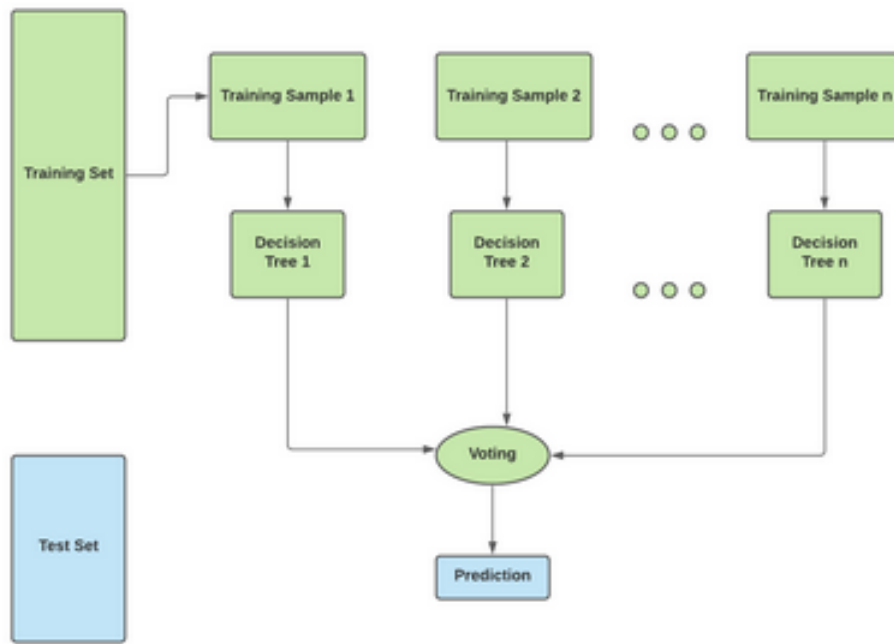 Training Set
Training Sample 1
Training Sample 2
Training Sample n
Decision
Tree 1
Decision
Tree 2
Decision
Tree n
Voting
Test Set
Prediction